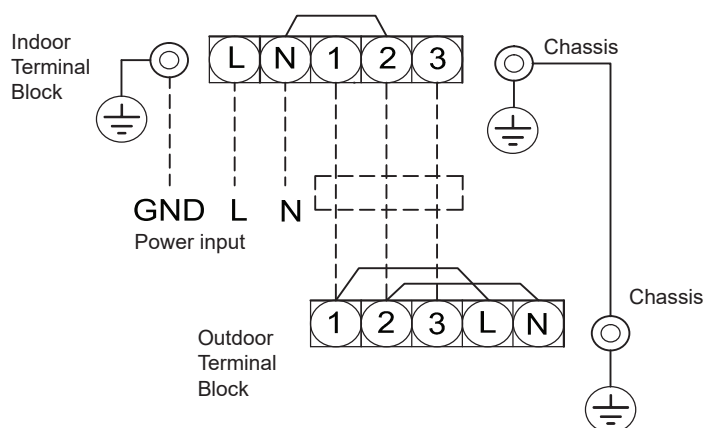 Indoor
Terminal
Block
L N 1 2 3
Chassis
GND L N
Power input
Chassis
1 2 3 L N
Outdoor
Terminal
Block